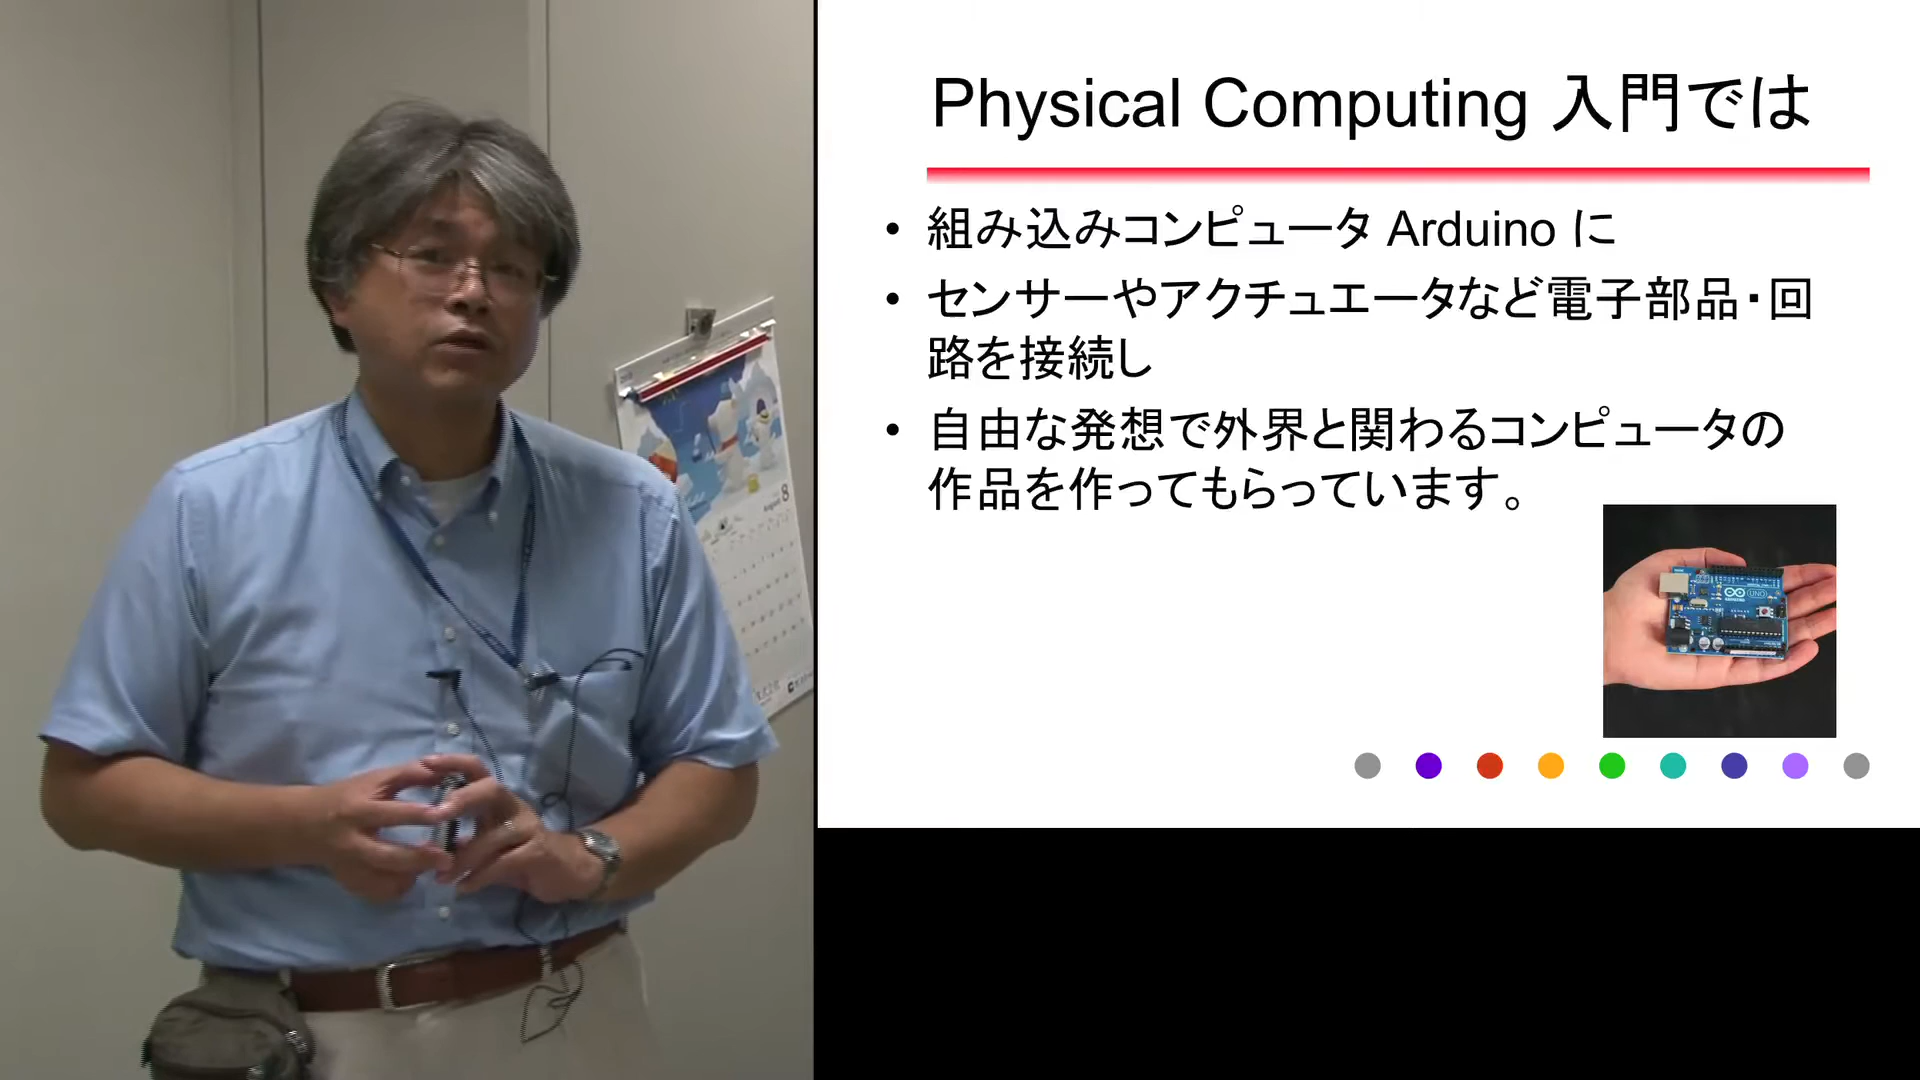 Physical Computing 入門では
• 組み込みコンピュータ Arduino に
• センサーやアクチュエータなど電子部品・回
路を接続し
• 自由な発想で外界と関わるコンピュータの
作品を作ってもらっています。
August 8
UNO